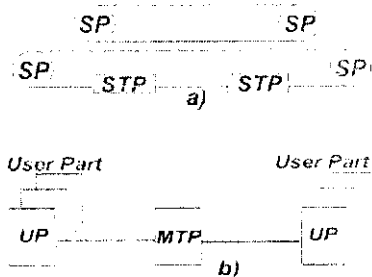 SP SP
SP STP STP SP
a)
User Part User Part
UP MTP UP
b)